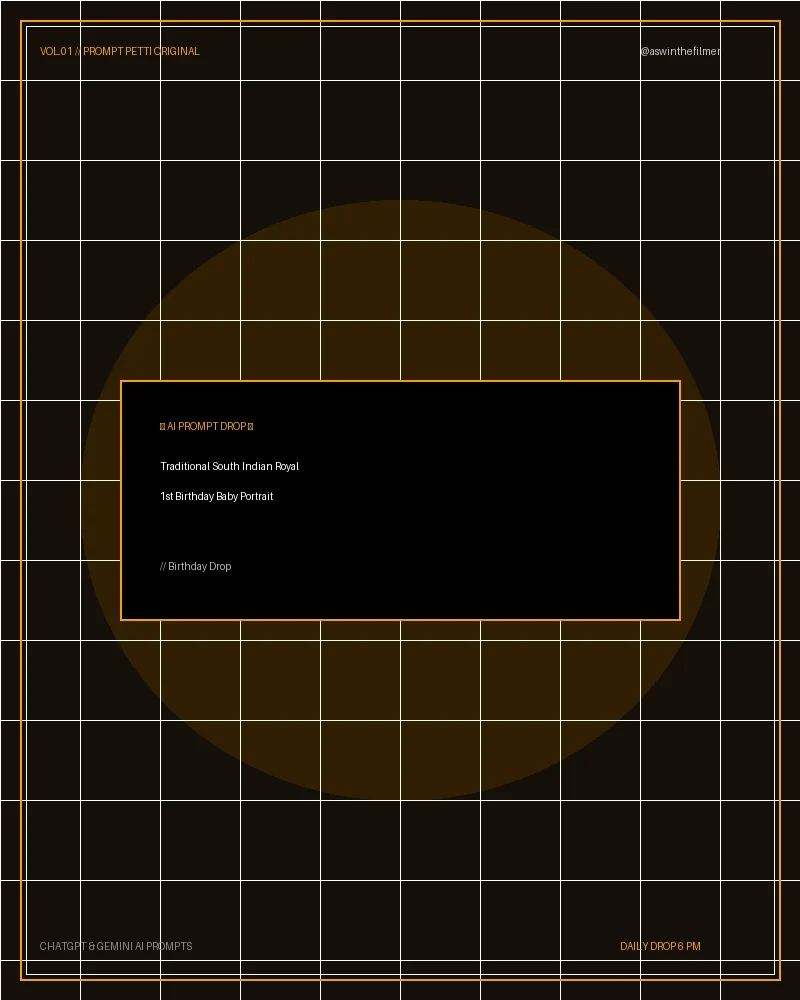 VOL.01 // PROMPT PETTI ORIGINAL
@aswinthefilmer
AI PROMPT DROP
Traditional South Indian Royal
1st Birthday Baby Portrait
// Birthday Drop
CHATGPT & GEMINI AI PROMPTS
DAILY DROP 6 PM